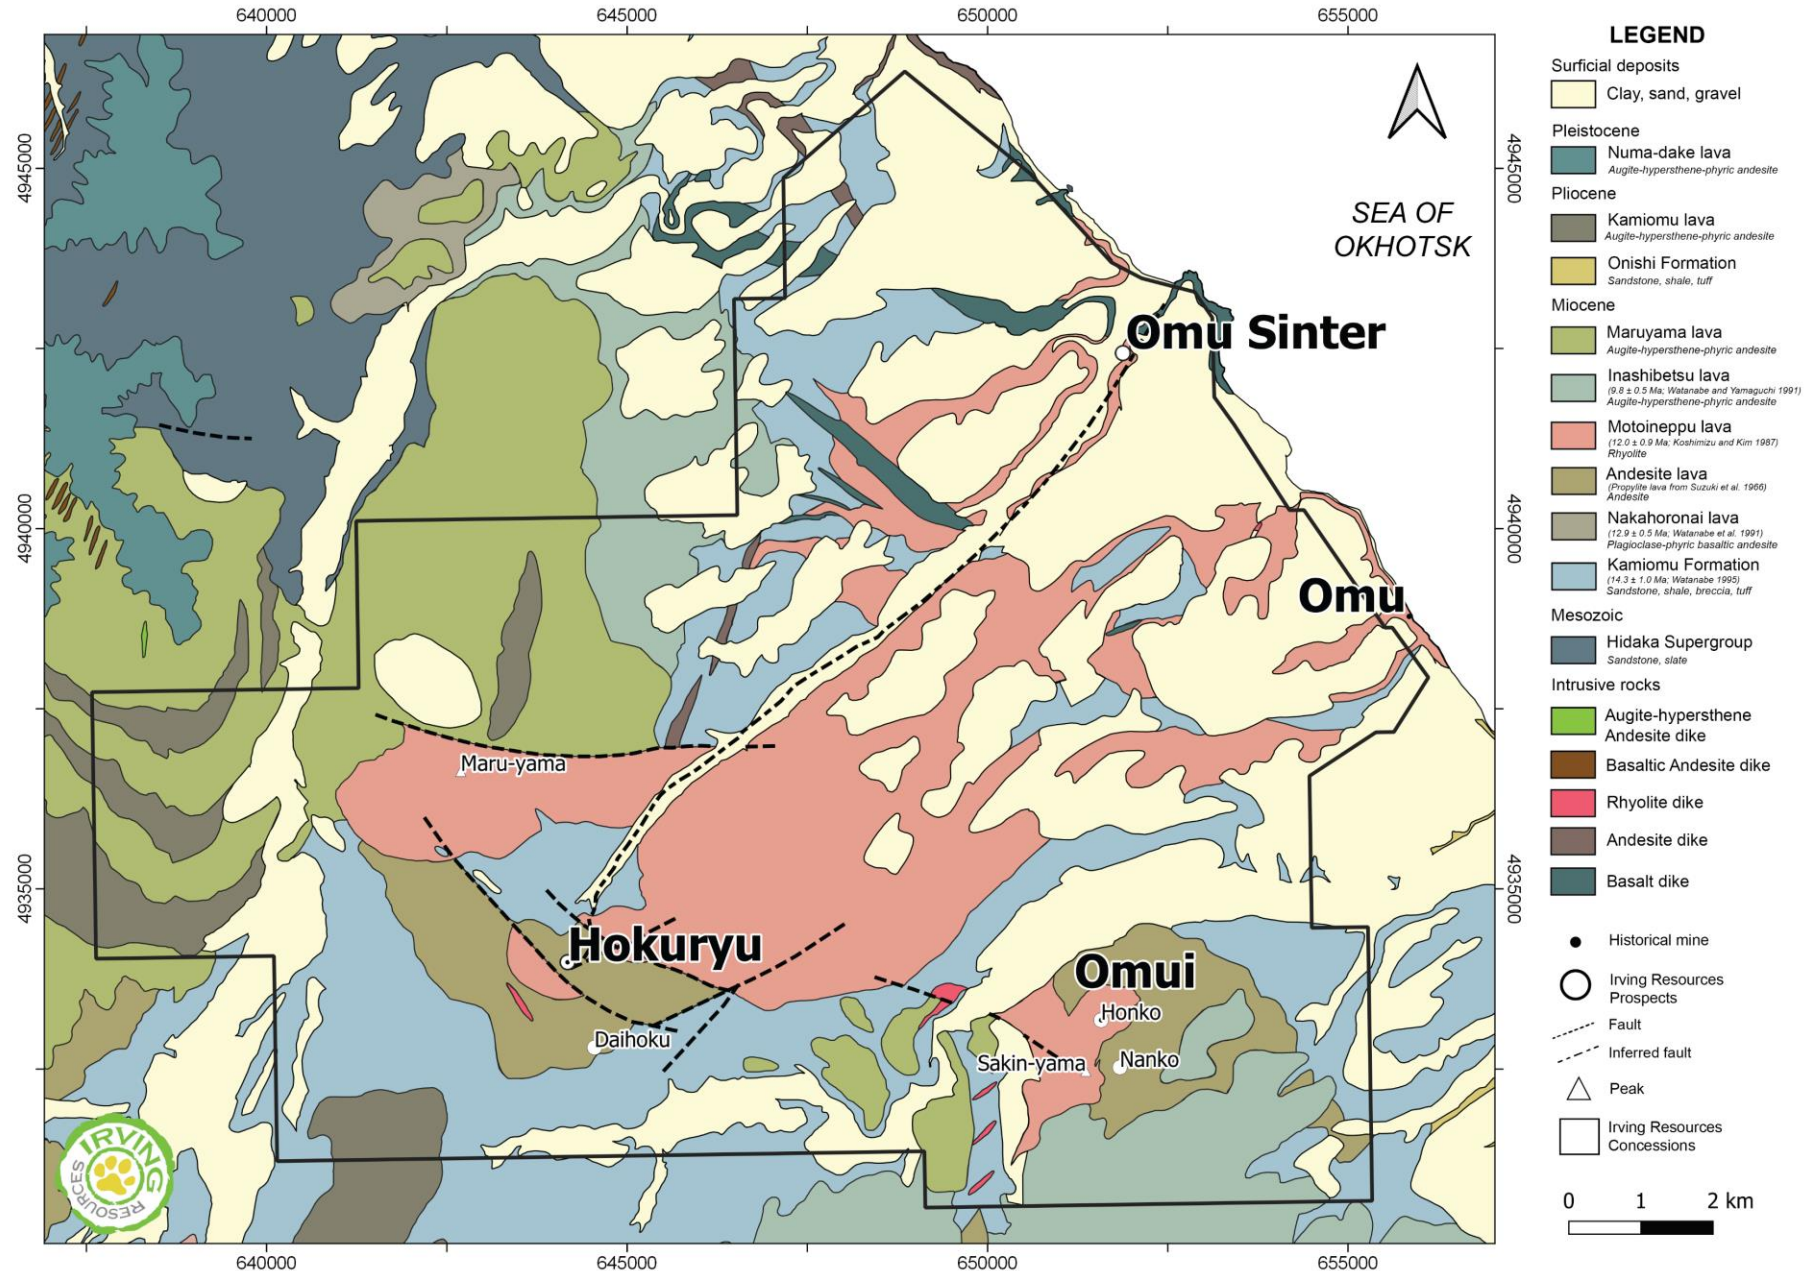 640000
645000
650000
655000
LEGEND
Surficial deposits
Clay, sand, gravel
Pleistocene
Numa-dake lava
Augite-hypersthene-phyric andesite
Pliocene
Kamiomu lava
Augite-hypersthene-phyric andesite
Onishi Formation
Sandstone, shale, tuff
Miocene
Maruyama lava
Augite-hypersthene-phyric andesite
Inashibetsu lava
(9.8 ± 0.5 Ma; Watanabe and Yamaguchi 1991)
Augite-hypersthene-phyric andesite
Motoineppu lava
(12.0 ± 0.9 Ma; Koshimizu and Kim 1987)
Rhyolite
Andesite lava
(Propylite lava from Suzuki et al. 1966)
Andesite
Nakahoronai lava
(12.9 ± 0.5 Ma; Watanabe et al. 1991)
Plagioclase-phyric basaltic andesite
Kamiomu Formation
(14.3 ± 1.0 Ma; Watanabe 1995)
Sandstone, shale, breccia, tuff
Mesozoic
Hidaka Supergroup
Sandstone, slate
Intrusive rocks
Augite-hypersthene
Andesite dike
Basaltic Andesite dike
Rhyolite dike
Andesite dike
Basalt dike
Historical mine
Irving Resources
Prospects
Fault
Inferred fault
Peak
Irving Resources
Concessions
0 1 2 km
4945000
4940000
4935000
4945000
4940000
4935000
SEA OF
OKHOTSK
Omu Sinter
Omu
Maru-yama
Hokuryu
Omui
Honko
Daihoku
Sakin-yama
Nanko
IRVING
RESOURCES
640000
645000
650000
655000